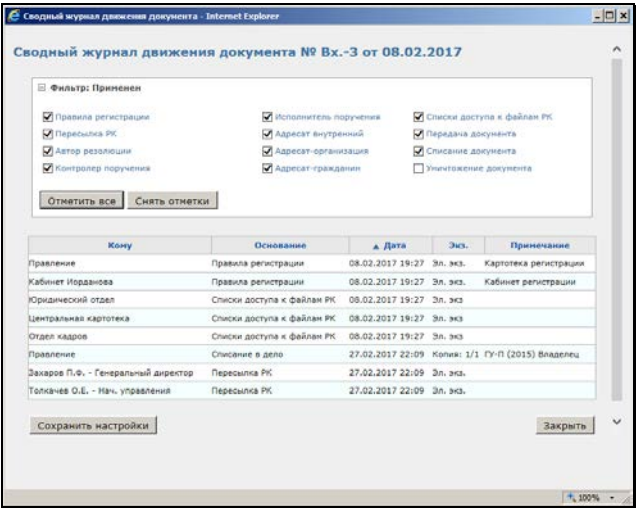 Сводный журнал движения документа - Internet Explorer
Сводный журнал движения документа № Вх.-3 от 08.02.2017
Фильтр: Применен
Правила регистрации Исполнитель поручения Списки доступа к файлам РК
Пересылка РК Адресат внутренний Передача документа
Автор резолюции Адресат-организация Списание документа
Контролер поручения Адресат-гражданин Уничтожение документа
Отметить все Снять отметки
Кому Основание Дата Экз. Примечание
Правление Правила регистрации 08.02.2017 19:27 Эл. экз. Картотека регистрации
Кабинет Иорданова Правила регистрации 08.02.2017 19:27 Эл. экз. Кабинет регистрации
Юридический отдел Списки доступа к файлам РК 08.02.2017 19:27 Эл. экз
Центральная картотека Списки доступа к файлам РК 08.02.2017 19:27 Эл. экз
Отдел кадров Списки доступа к файлам РК 08.02.2017 19:27 Эл. экз
Правление Списание в дело 27.02.2017 22:09 Копия: 1/1 ГУ-П (2015) Владелец
Захаров П.Ф. - Генеральный директор Пересылка РК 27.02.2017 22:09 Эл. экз.
Толкачев О.Е. - Нач. управления Пересылка РК 27.02.2017 22:09 Эл. экз.
Сохранить настройки Закрыть
100%